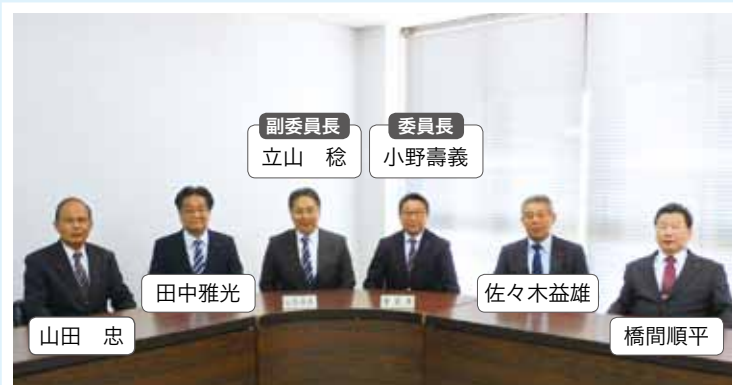 副委員長
立山　稔
委員長
小野壽義
山田　忠
田中雅光
佐々木益雄
橋間順平